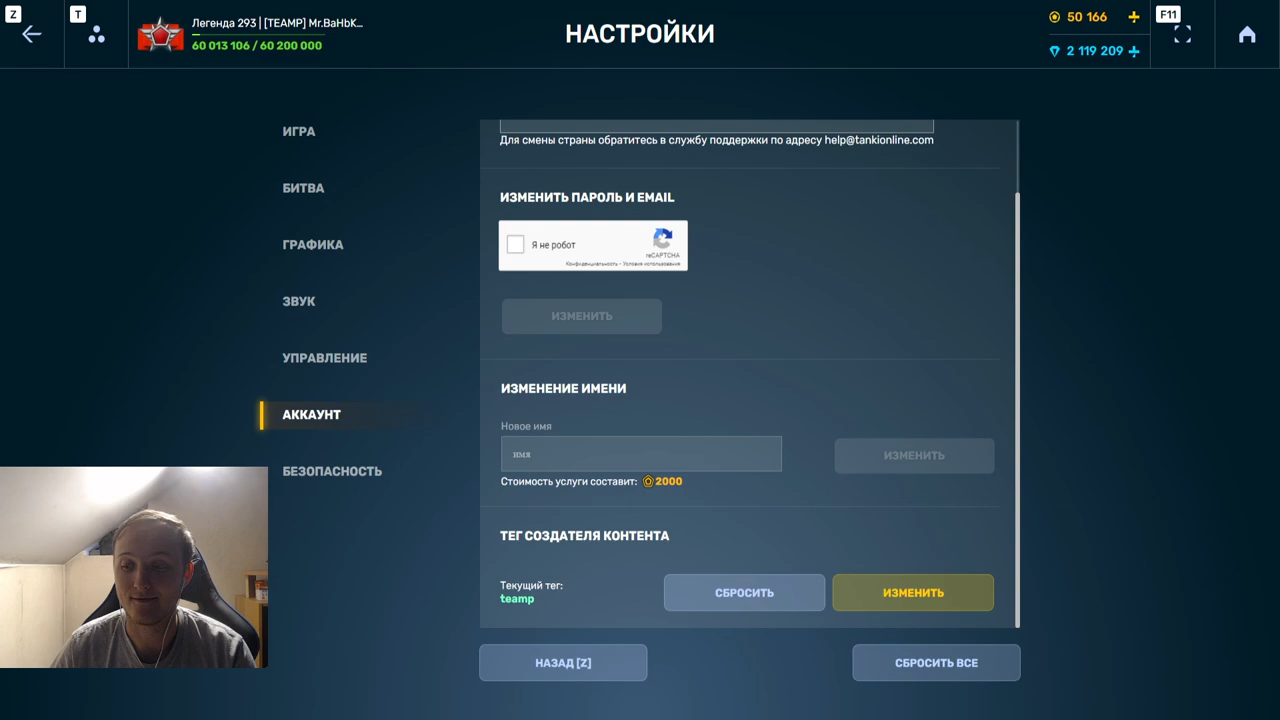 Z
T
Легенда 293 | [TEAMP] Mr.BaHbK...
60 013 106 / 60 200 000
НАСТРОЙКИ
50 166
2 119 209
F11
ИГРА
БИТВА
ГРАФИКА
ЗВУК
УПРАВЛЕНИЕ
АККАУНТ
БЕЗОПАСНОСТЬ
Для смены страны обратитесь в службу поддержки по адресу help@tankionline.com
ИЗМЕНИТЬ ПАРОЛЬ И EMAIL
Я не робот
reCAPTCHA
Конфиденциальность - Условия использования
ИЗМЕНИТЬ
ИЗМЕНЕНИЕ ИМЕНИ
Новое имя
имя
ИЗМЕНИТЬ
Стоимость услуги составит: 2000
ТЕГ СОЗДАТЕЛЯ КОНТЕНТА
Текущий тег:
teamp
СБРОСИТЬ
ИЗМЕНИТЬ
НАЗАД [Z]
СБРОСИТЬ ВСЕ